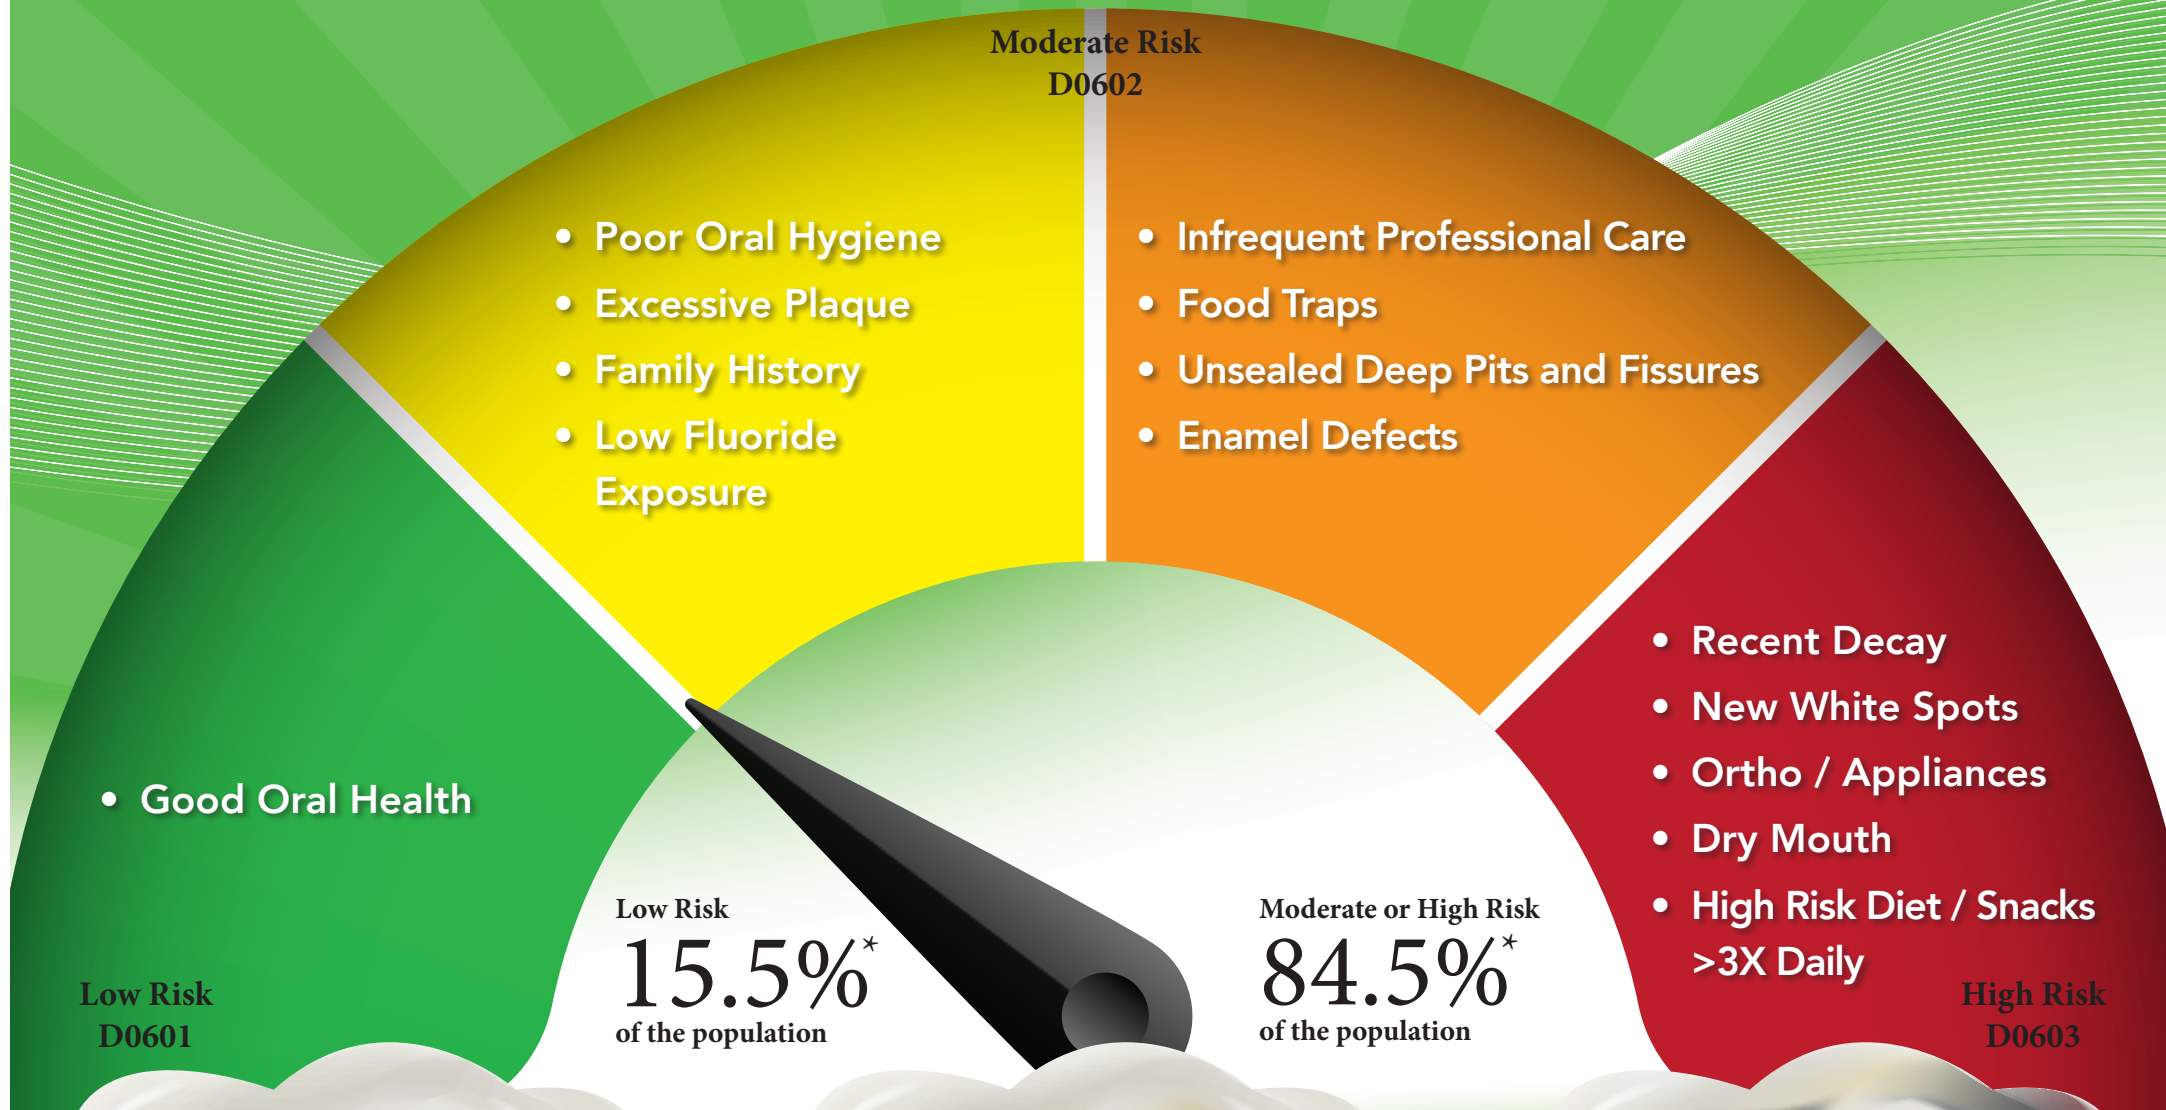 Moderate Risk
D0602
• Poor Oral Hygiene
• Excessive Plaque
• Family History
• Low Fluoride
Exposure
• Infrequent Professional Care
• Food Traps
• Unsealed Deep Pits and Fissures
• Enamel Defects
• Good Oral Health
• Recent Decay
• New White Spots
• Ortho / Appliances
• Dry Mouth
• High Risk Diet / Snacks
>3X Daily
Low Risk
15.5%*
of the population
Moderate or High Risk
84.5%*
of the population
Low Risk
D0601
High Risk
D0603